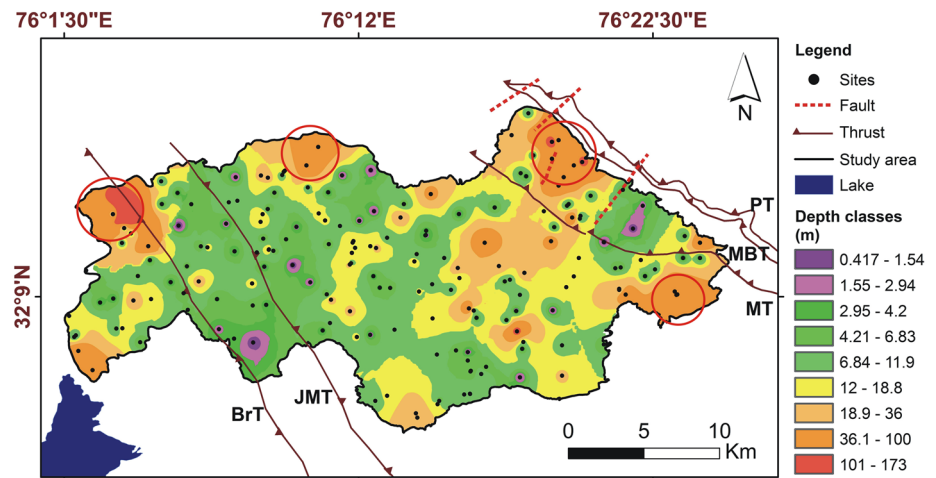 76°1'30"E 76°12'E 76°22'30"E
32°9'N
N
PT
MBT
MT
BrT
JMT
0 5 10
Km
Legend
Sites
Fault
Thrust
Study area
Lake
Depth classes
(m)
0.417 - 1.54
1.55 - 2.94
2.95 - 4.2
4.21 - 6.83
6.84 - 11.9
12 - 18.8
18.9 - 36
36.1 - 100
101 - 173